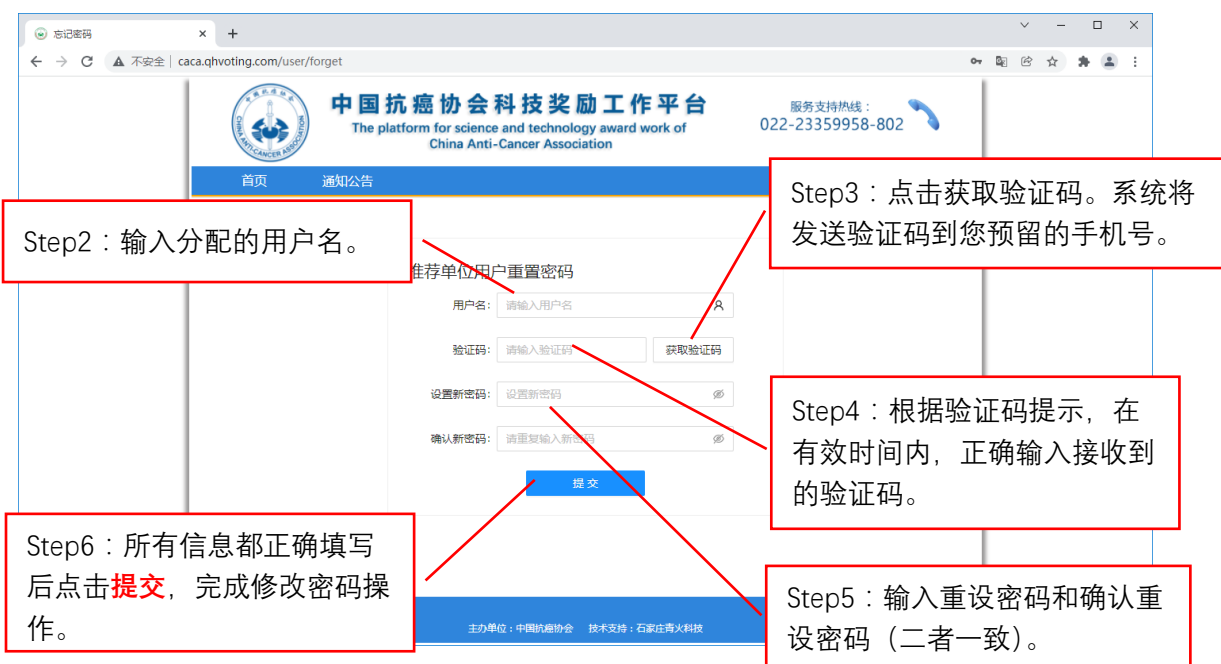 忘记密码
不安全 | caca.qhvoting.com/user/forget
中国抗癌协会科技奖励工作平台
The platform for science and technology award work of
China Anti-Cancer Association
服务支持热线：
022-23359958-802
CHINA ANTI-CANCER ASSOCIATION
首页 通知公告
Step2：输入分配的用户名。
Step3：点击获取验证码。系统将
发送验证码到您预留的手机号。
推荐单位用户重置密码
用户名: 请输入用户名
验证码: 请输入验证码 获取验证码
设置新密码: 设置新密码
确认新密码: 请重复输入新密码
提 交
Step4：根据验证码提示，在
有效时间内，正确输入接收到
的验证码。
Step6：所有信息都正确填写
后点击提交，完成修改密码操
作。
Step5：输入重设密码和确认重
设密码（二者一致）。
主办单位：中国抗癌协会 技术支持：石家庄青火科技